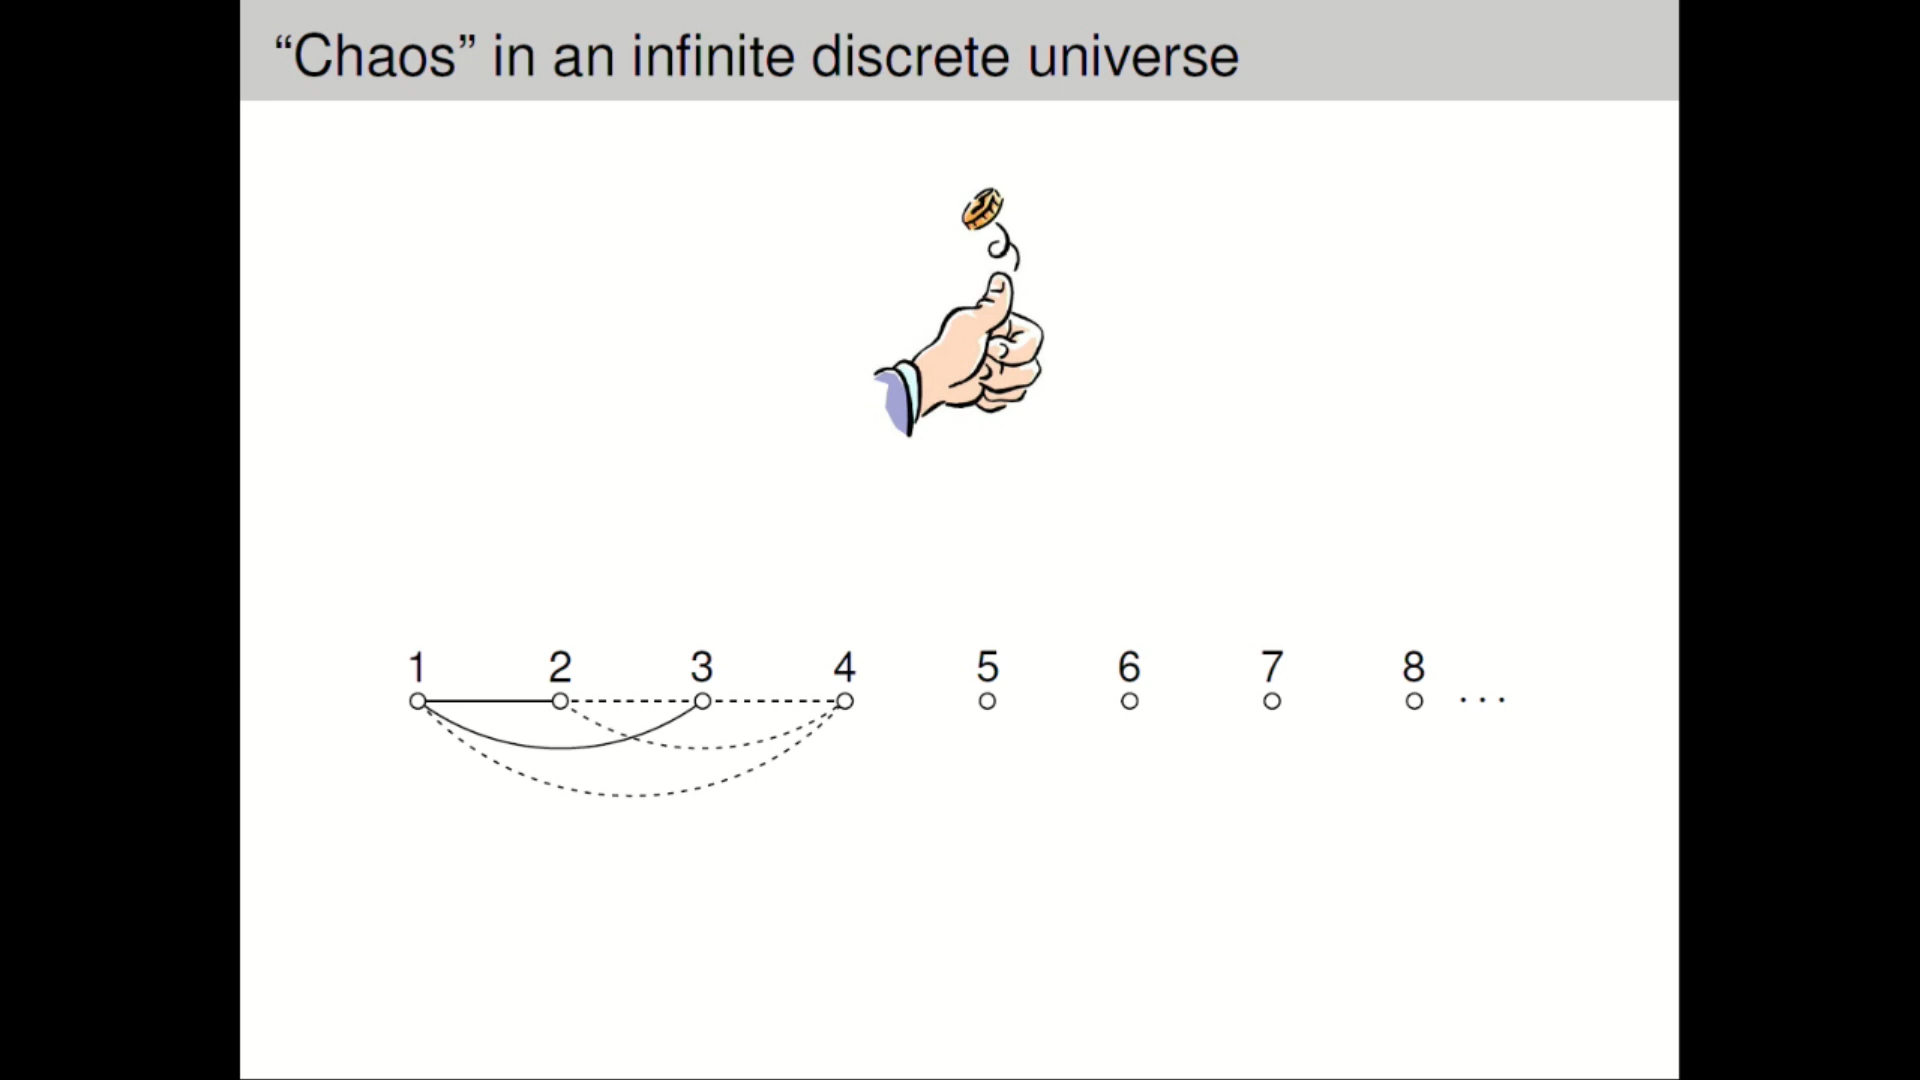 “Chaos” in an infinite discrete universe
1 2 3 4 5 6 7 8 ...